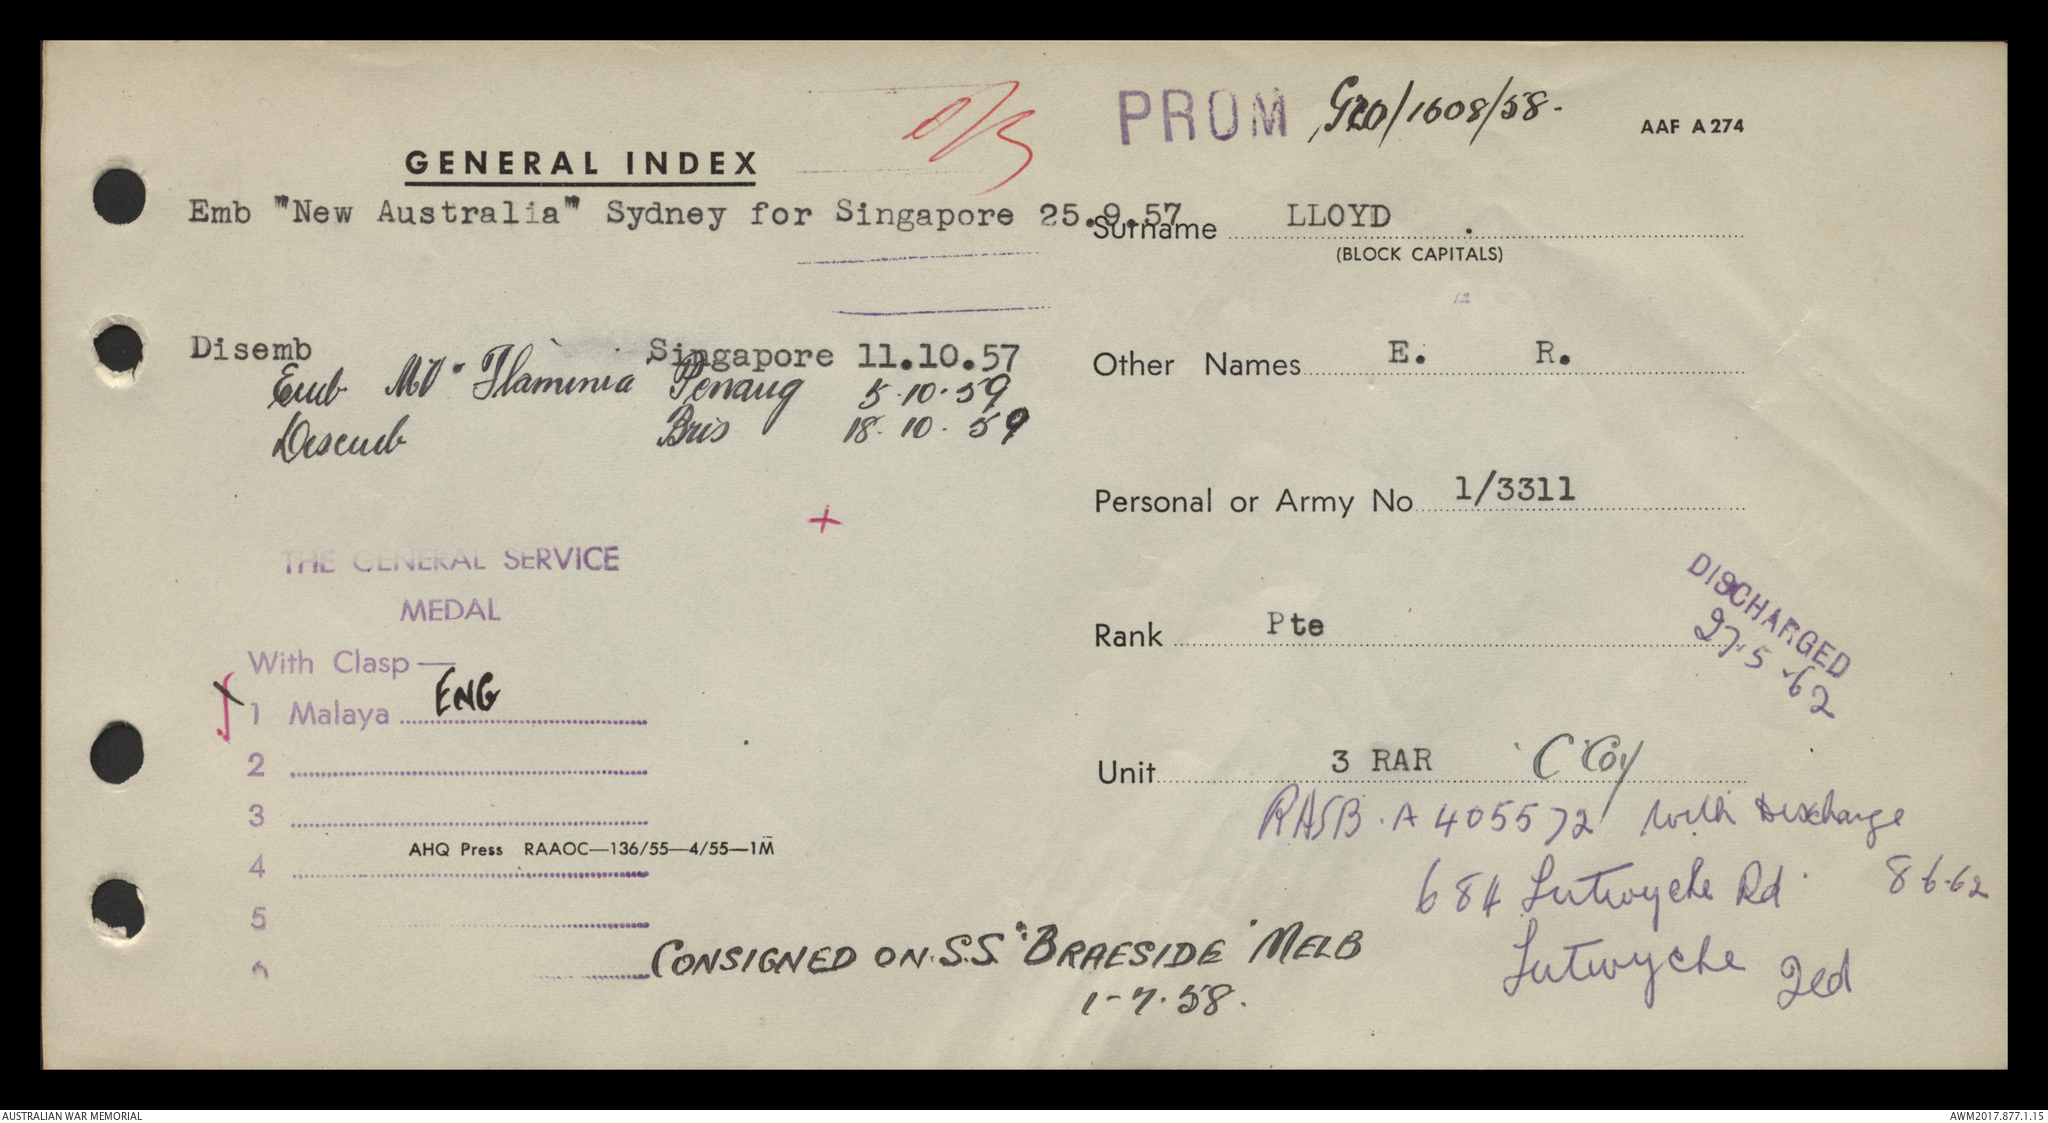 PROM G20/1608/58.
AAF A274
GENERAL INDEX
Emb "New Australia" Sydney for Singapore 25.9.57
Surname LLOYD
(BLOCK CAPITALS)
Disemb Singapore 11.10.57
Emb MV "Flaminia Penang 5.10.59
Disemb Bris 18.10.59
Other Names E. R.
Personal or Army No 1/3311
THE GENERAL SERVICE
MEDAL
With Clasp—
1 Malaya ENG
2
3
4
5
AHQ Press RAAOC—136/55—4/55—1M
Rank Pte
DISCHARGED
27.5.62
Unit 3 RAR C Coy
RASB. A 405572 with Discharge
684 Lutwyche Rd 8-6-62
Lutwyche Qld
CONSIGNED ON S.S. "BRAESIDE" MELB
1-7.58.
AUSTRALIAN WAR MEMORIAL
AWM2017.877.1.15